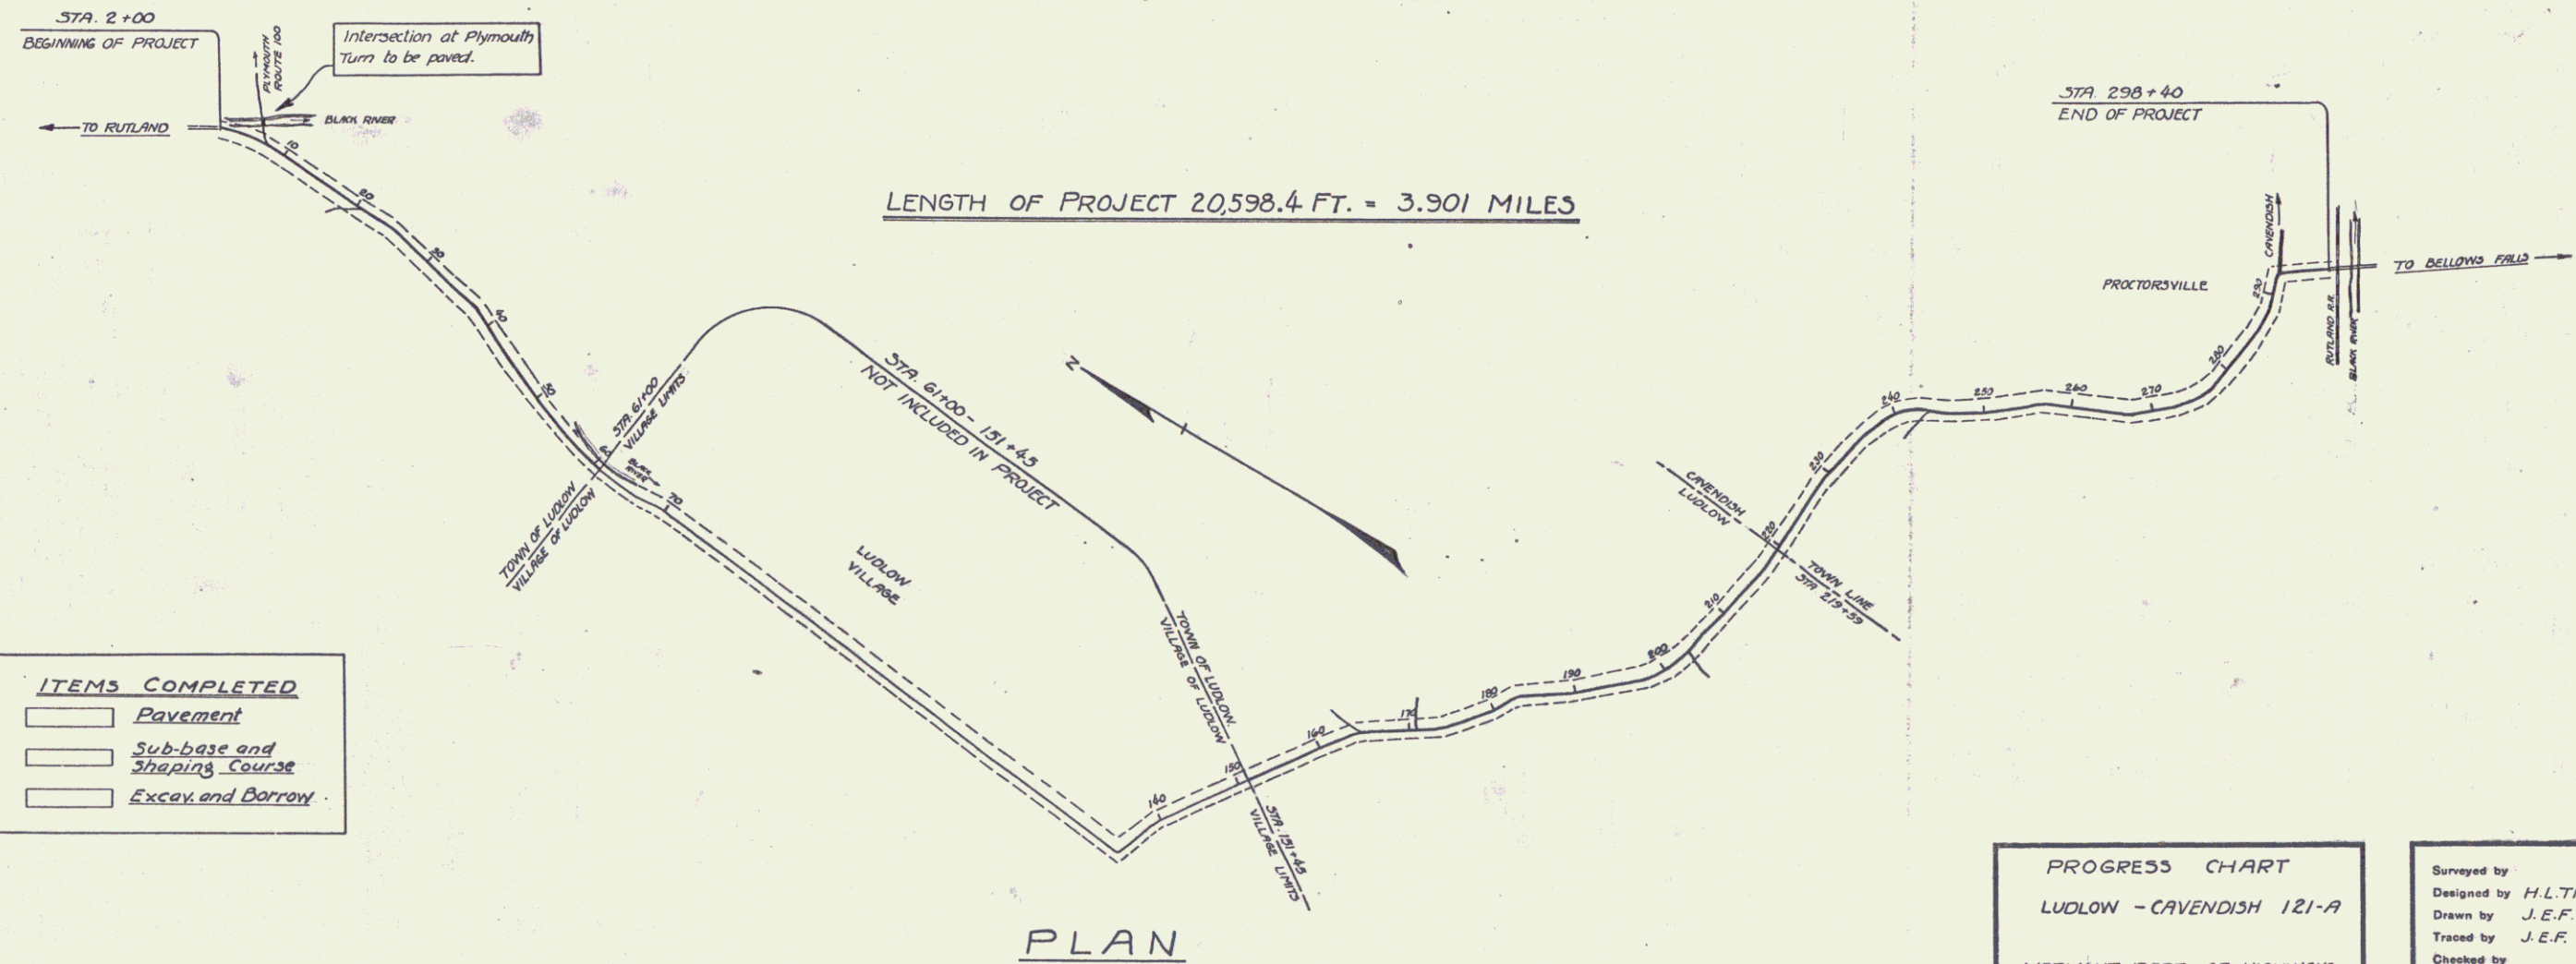 STA. 2+00
BEGINNING OF PROJECT
PLYMOUTH
ROUTE 100
Intersection at Plymouth
Turn to be paved.
TO RUTLAND
BLACK RIVER
10
20
30
40
50
60
STA. 61+00
VILLAGE LIMITS
BLACK
RIVER
TOWN OF LUDLOW
VILLAGE OF LUDLOW
70
LENGTH OF PROJECT 20,598.4 FT. = 3.901 MILES
STA. 61+00 - 151+45
NOT INCLUDED IN PROJECT
N
LUDLOW
VILLAGE
TOWN OF LUDLOW
VILLAGE OF LUDLOW
140
150
STA. 151+45
VILLAGE LIMITS
160
170
180
190
200
210
220
CAVENDISH
LUDLOW
TOWN LINE
STA. 219+59
230
240
250
260
270
280
290
PROCTORSVILLE
STA. 298+40
END OF PROJECT
CAVENDISH
RUTLAND R.R.
BLACK RIVER
TO BELLOWS FALLS
ITEMS COMPLETED
Pavement
Sub-base and
Shaping Course
Excav. and Borrow
PLAN
PROGRESS CHART
LUDLOW - CAVENDISH 121-A
Surveyed by
Designed by H.L.
Drawn by J.E.F.
Traced by J.E.F.
Checked by